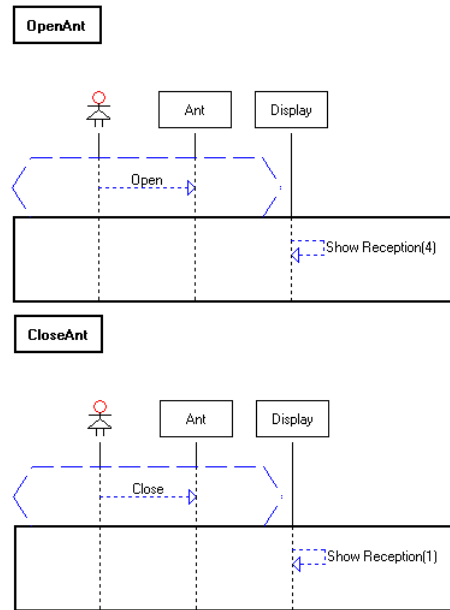 OpenAnt
Ant
Display
Open
Show Reception(4)
CloseAnt
Ant
Display
Close
Show Reception(1)